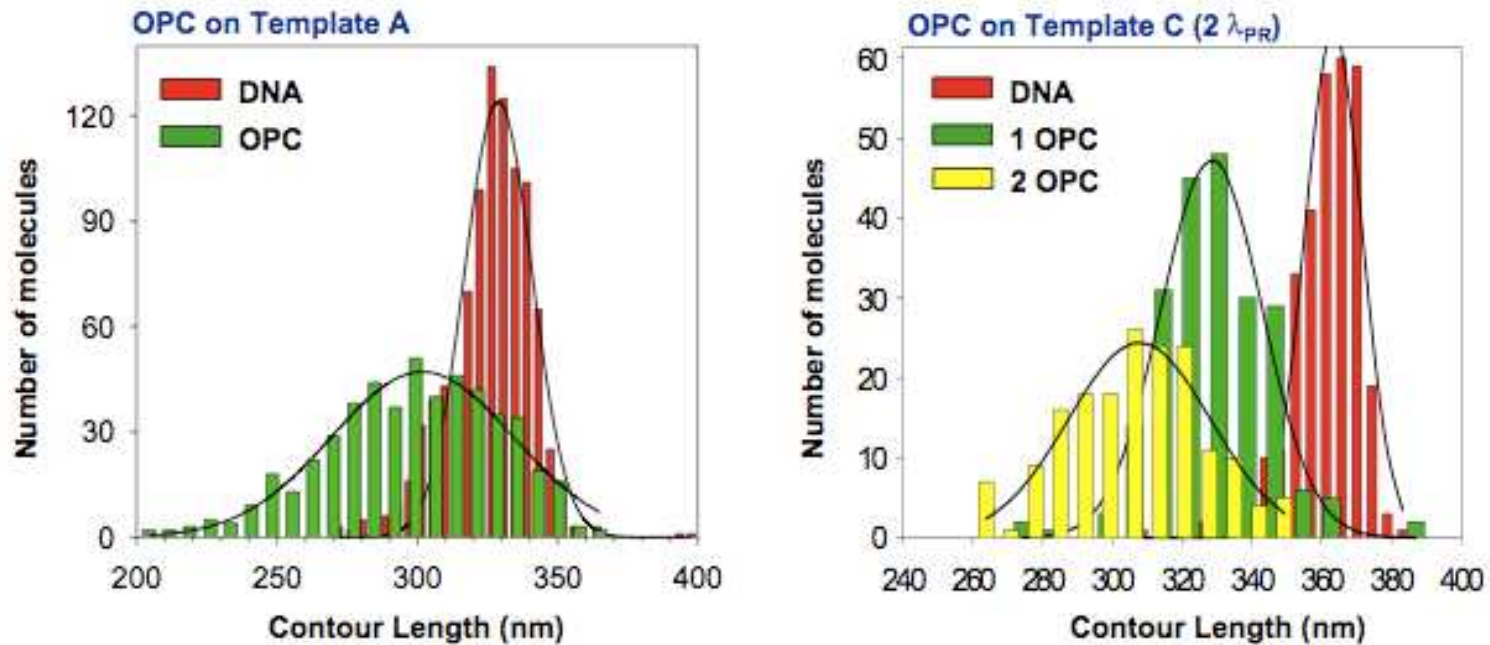 OPC on Template A
DNA
OPC
Number of molecules
120
90
60
30
0
200 250 300 350 400
Contour Length (nm)
OPC on Template C (2 λPR)
DNA
1 OPC
2 OPC
Number of molecules
60
50
40
30
20
10
0
240 260 280 300 320 340 360 380 400
Contour Length (nm)